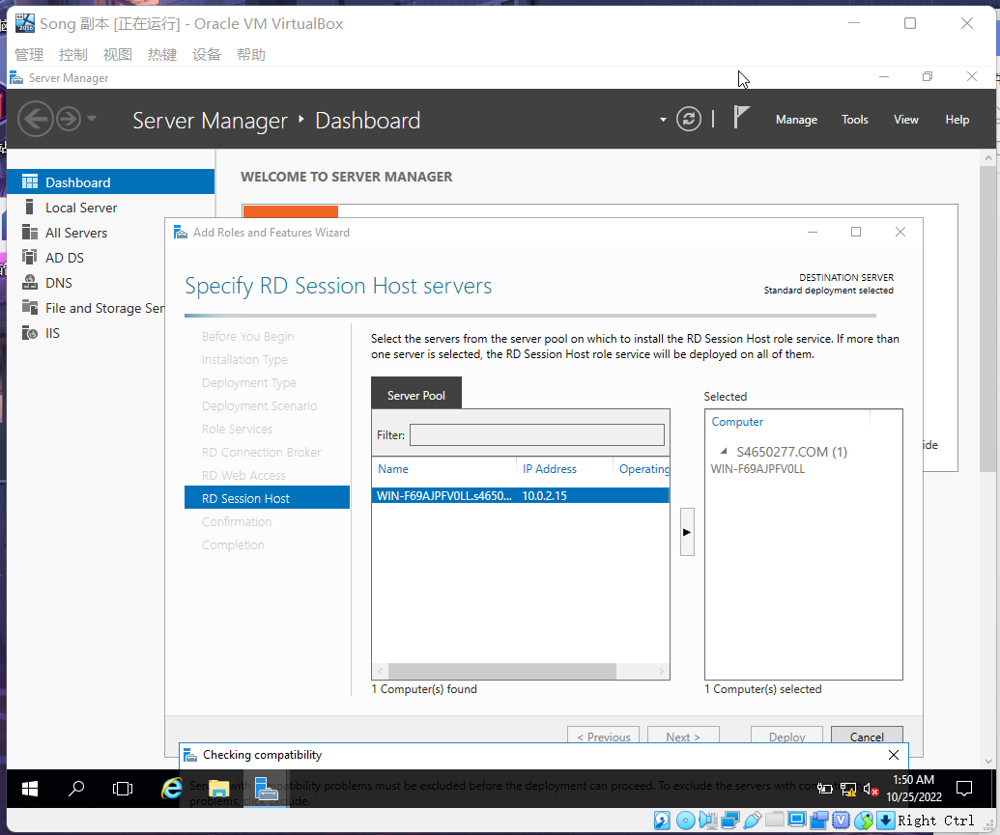 Song 副本 [正在运行] - Oracle VM VirtualBox
管理 控制 视图 热键 设备 帮助
Server Manager
Server Manager ‣ Dashboard
Manage Tools View Help
Dashboard
Local Server
All Servers
AD DS
DNS
File and Storage Ser
IIS
WELCOME TO SERVER MANAGER
Add Roles and Features Wizard
Specify RD Session Host servers
DESTINATION SERVER
Standard deployment selected
Before You Begin
Installation Type
Deployment Type
Deployment Scenario
Role Services
RD Connection Broker
RD Web Access
RD Session Host
Confirmation
Completion
Select the servers from the server pool on which to install the RD Session Host role service. If more than
one server is selected, the RD Session Host role service will be deployed on all of them.
Server Pool
Filter:
Name IP Address Operating
WIN-F69AJPFV0LL.s4650... 10.0.2.15
1 Computer(s) found
Selected
Computer
S4650277.COM (1)
WIN-F69AJPFV0LL
1 Computer(s) selected
ide
< Previous Next > Deploy Cancel
Checking compatibility
compatibility problems must be excluded before the deployment can proceed. To exclude the servers with
problems,
1:50 AM
10/25/2022
Right Ctrl